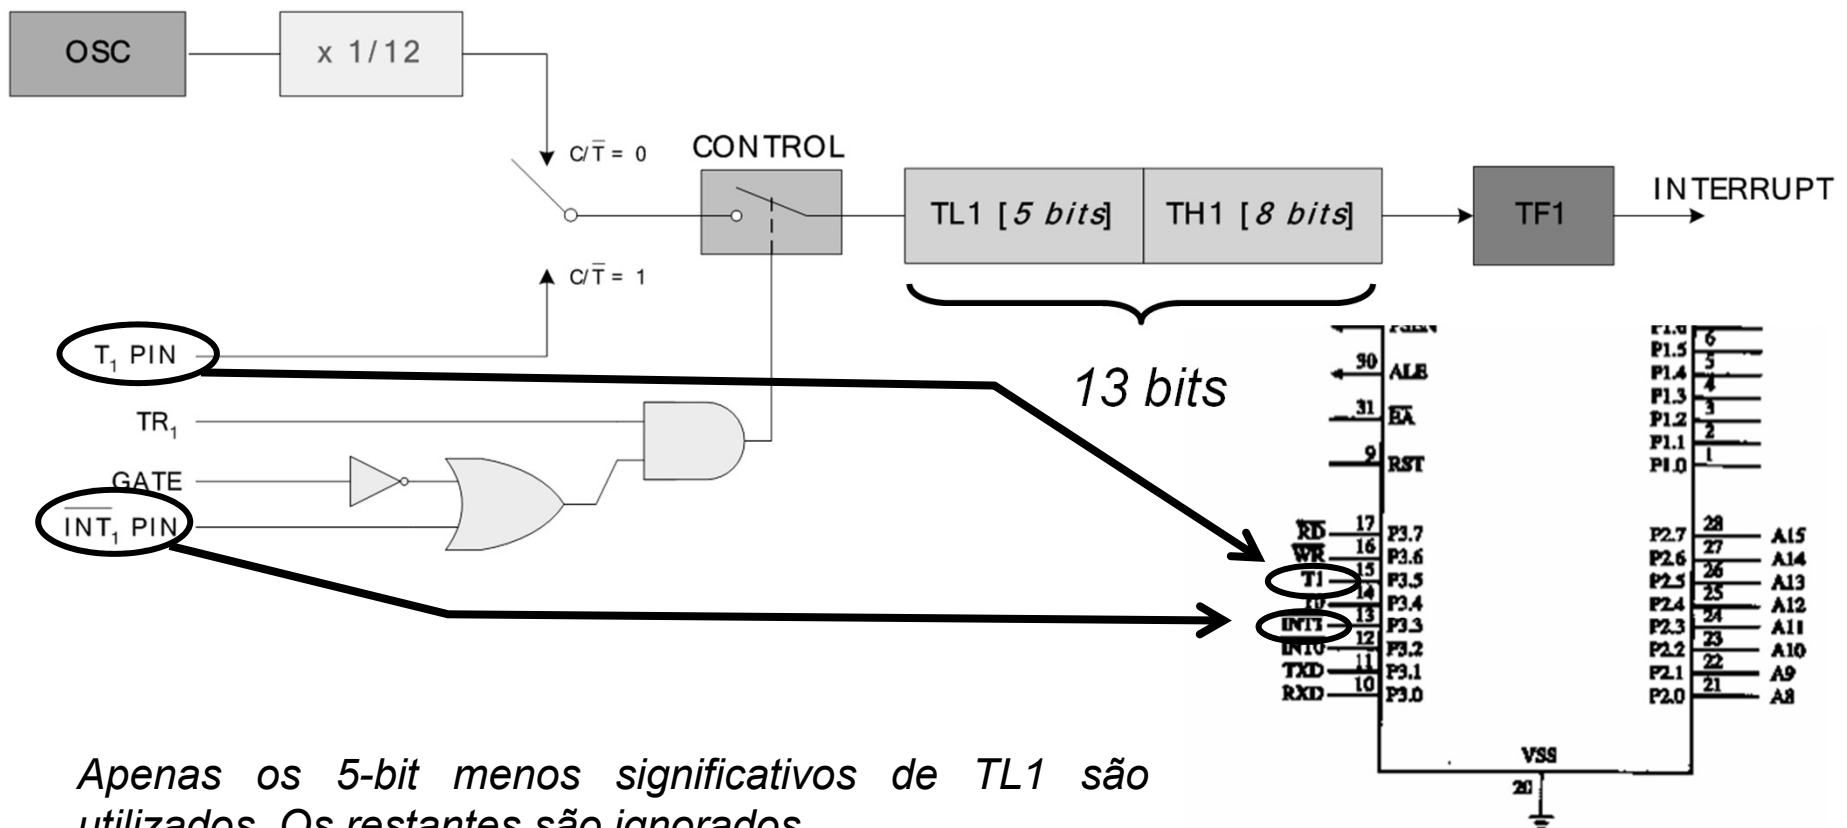 OSC
x 1/12
C/T̅ = 0
CONTROL
TL1 [5 bits]
TH1 [8 bits]
TF1
INTERRUPT
C/T̅ = 1
T₁ PIN
13 bits
TR₁
GATE
I̅N̅T̅₁ PIN
30 ALE
31 E̅A̅
9 RST
R̅D̅ 17 P3.7
W̅R̅ 16 P3.6
T1 15 P3.5
14 P3.4
I̅N̅T̅1̅ 13 P3.3
I̅N̅T̅0̅ 12 P3.2
TXD 11 P3.1
RXD 10 P3.0
P1.6
P1.5 6
P1.4 5
P1.3 4
P1.2 3
P1.1 2
P1.0 1
P2.7 28 A15
P2.6 27 A14
P2.5 26 A13
P2.4 25 A12
P2.3 24 A11
P2.2 23 A10
P2.1 22 A9
P2.0 21 A8
VSS
20
Apenas os 5-bit menos significativos de TL1 são
utilizados. Os restantes são ignorados